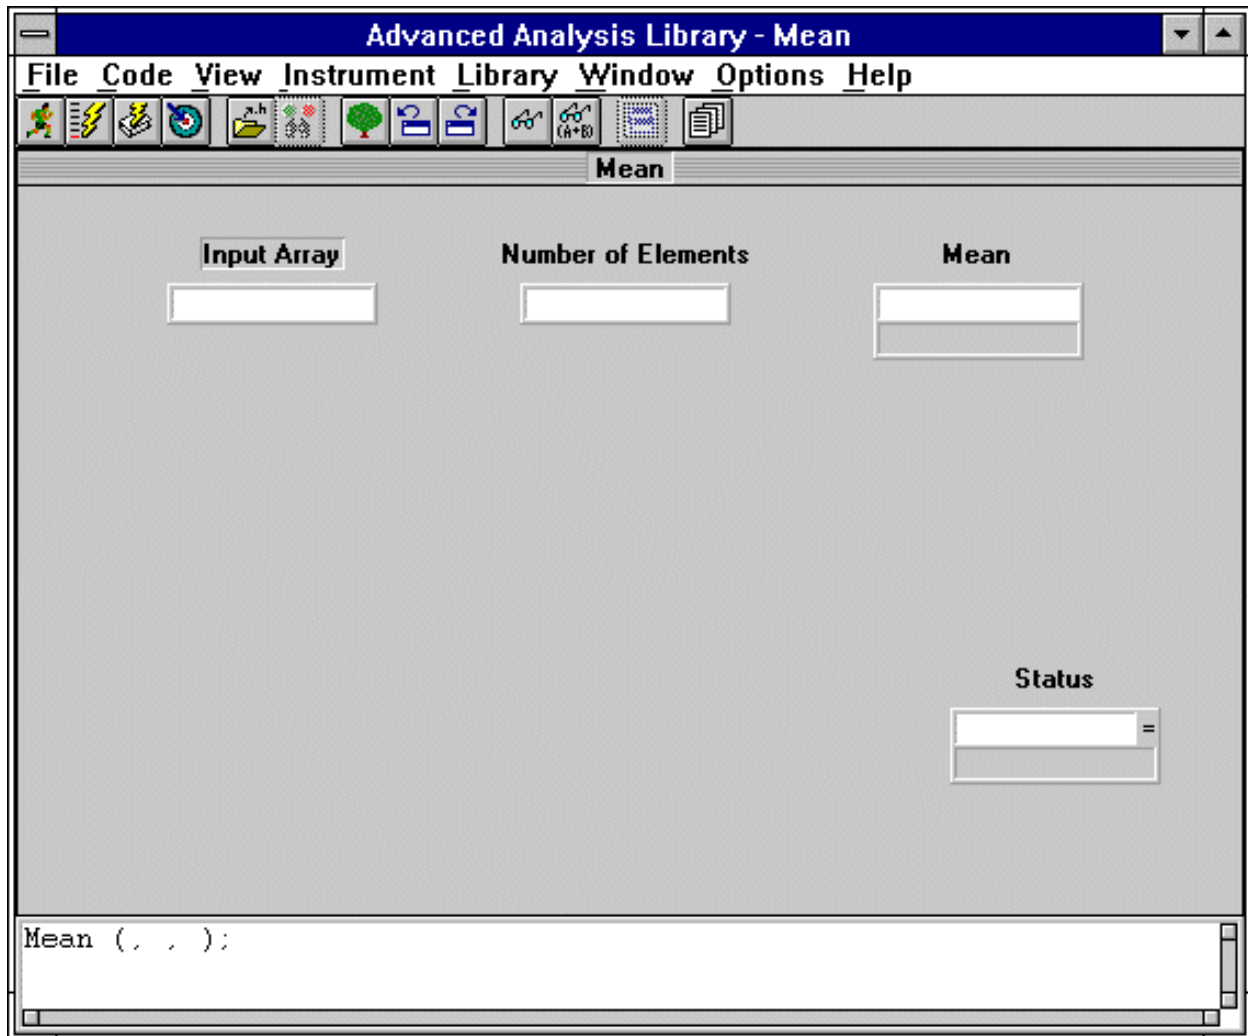 Advanced Analysis Library - Mean
File Code View Instrument Library Window Options Help
.h
(A+B)
Mean
Input Array Number of Elements Mean
Status
=
Mean (, , );